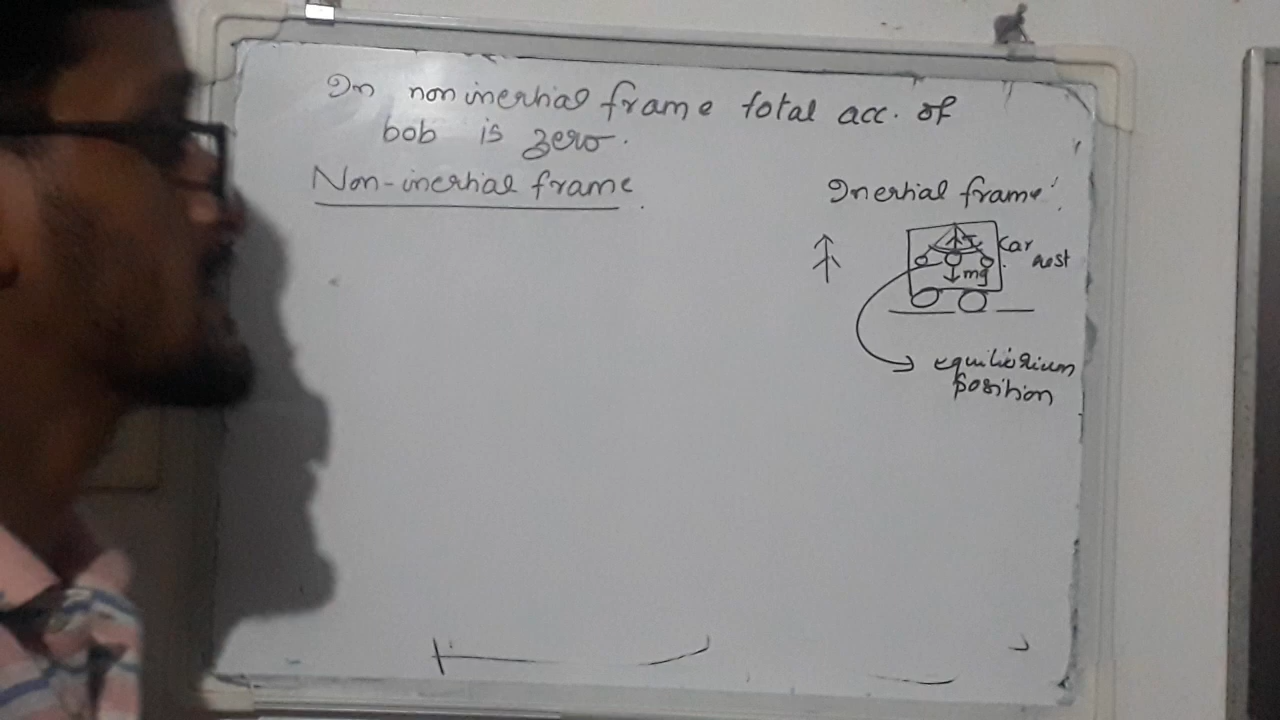 In non inertial frame total acc. of
bob is zero.
Non-inertial frame.
Inertial frame:
T
car
rest
mg
equilibrium
position